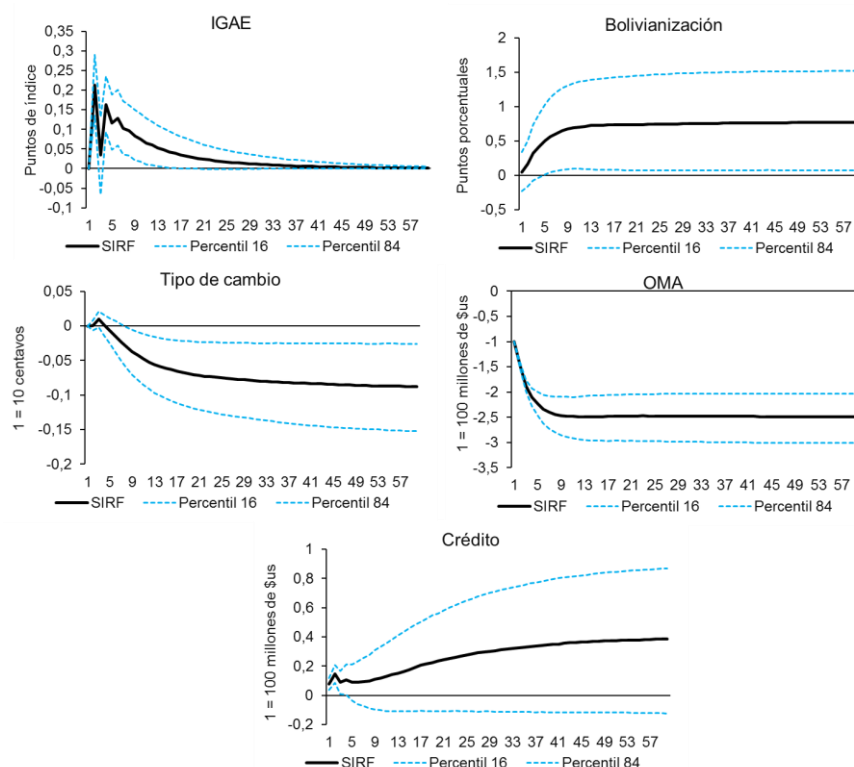 IGAE
Puntos de índice
0,35
0,3
0,25
0,2
0,15
0,1
0,05
0
-0,05
-0,1
1 5 9 13 17 21 25 29 33 37 41 45 49 53 57
SIRF Percentil 16 Percentil 84
Bolivianización
Puntos porcentuales
2
1,5
1
0,5
0
-0,5
1 5 9 13 17 21 25 29 33 37 41 45 49 53 57
SIRF Percentil 16 Percentil 84
Tipo de cambio
1 = 10 centavos
0,05
0
-0,05
-0,1
-0,15
-0,2
1 5 9 13 17 21 25 29 33 37 41 45 49 53 57
SIRF Percentil 16 Percentil 84
OMA
1 = 100 millones de $us
0
-0,5
-1
-1,5
-2
-2,5
-3
-3,5
1 5 9 13 17 21 25 29 33 37 41 45 49 53 57
SIRF Percentil 16 Percentil 84
Crédito
1 = 100 millones de $us
1
0,8
0,6
0,4
0,2
0
-0,2
1 5 9 13 17 21 25 29 33 37 41 45 49 53 57
SIRF Percentil 16 Percentil 84